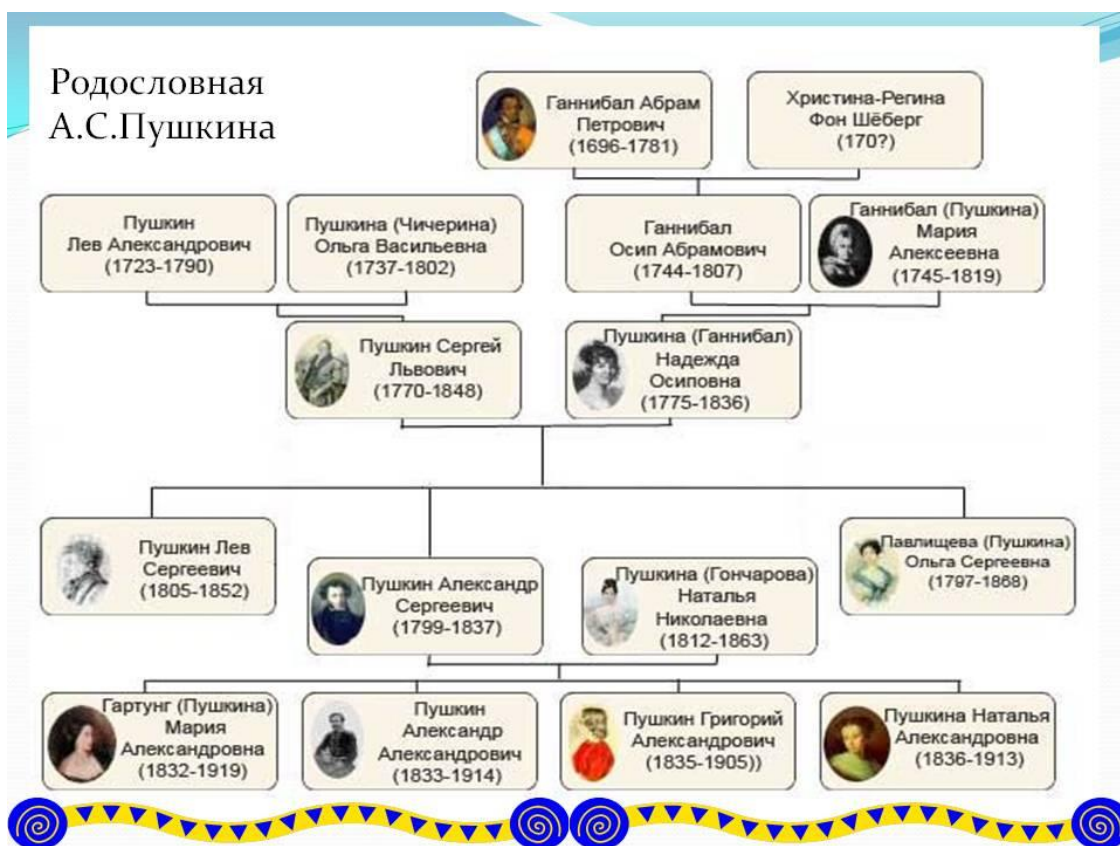 Родословная
А.С.Пушкина
Ганнибал Абрам
Петрович
(1696-1781)
Христина-Регина
Фон Шёберг
(170?)
Пушкин
Лев Александрович
(1723-1790)
Пушкина (Чичерина)
Ольга Васильевна
(1737-1802)
Ганнибал
Осип Абрамович
(1744-1807)
Ганнибал (Пушкина)
Мария
Алексеевна
(1745-1819)
Пушкин Сергей
Львович
(1770-1848)
Пушкина (Ганнибал)
Надежда
Осиповна
(1775-1836)
Пушкин Лев
Сергеевич
(1805-1852)
Пушкин Александр
Сергеевич
(1799-1837)
Пушкина (Гончарова)
Наталья
Николаевна
(1812-1863)
Павлищева (Пушкина)
Ольга Сергеевна
(1797-1868)
Гартунг (Пушкина)
Мария
Александровна
(1832-1919)
Пушкин
Александр
Александрович
(1833-1914)
Пушкин Григорий
Александрович
(1835-1905))
Пушкина Наталья
Александровна
(1836-1913)